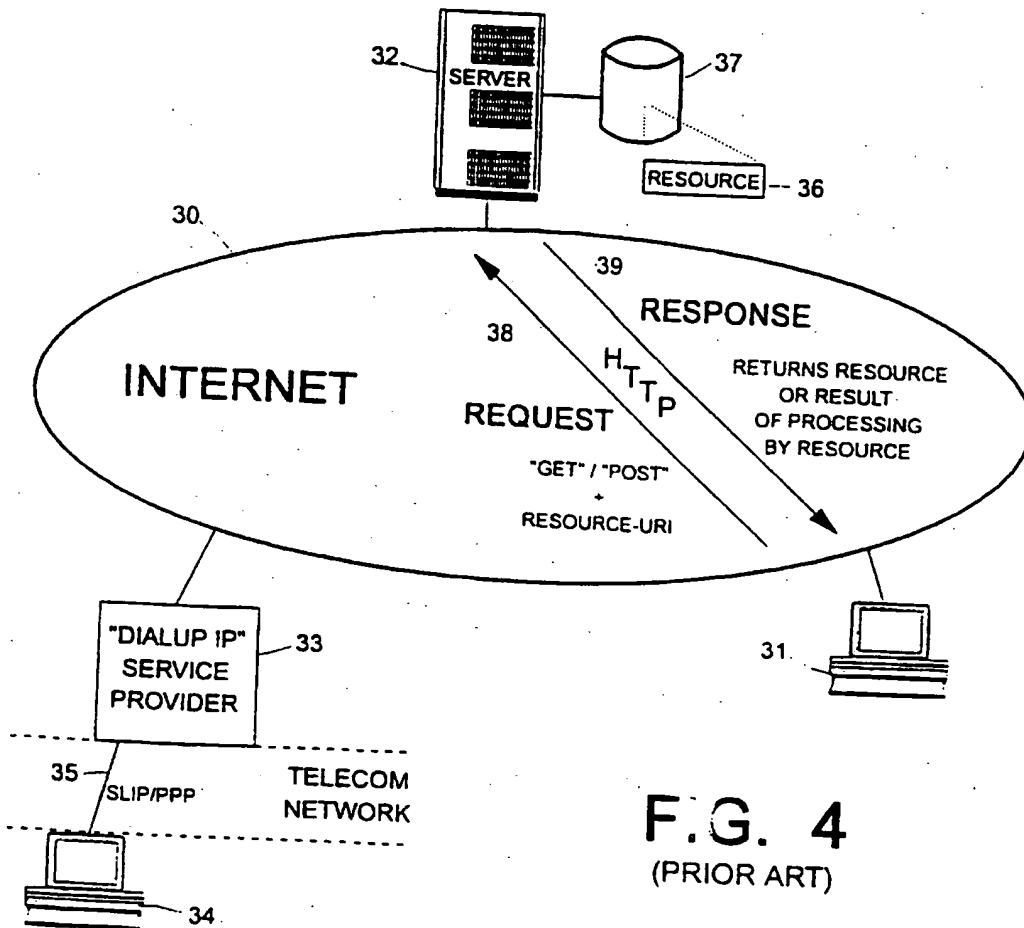 32
SERVER
37
RESOURCE
36
30
39
RESPONSE
38
HTTP
INTERNET
RETURNS RESOURCE
OR RESULT
OF PROCESSING
BY RESOURCE
REQUEST
"GET" / "POST"
+
RESOURCE-URI
"DIALUP IP"
SERVICE
PROVIDER
33
31
35
SLIP/PPP
TELECOM
NETWORK
34
F.G. 4
(PRIOR ART)